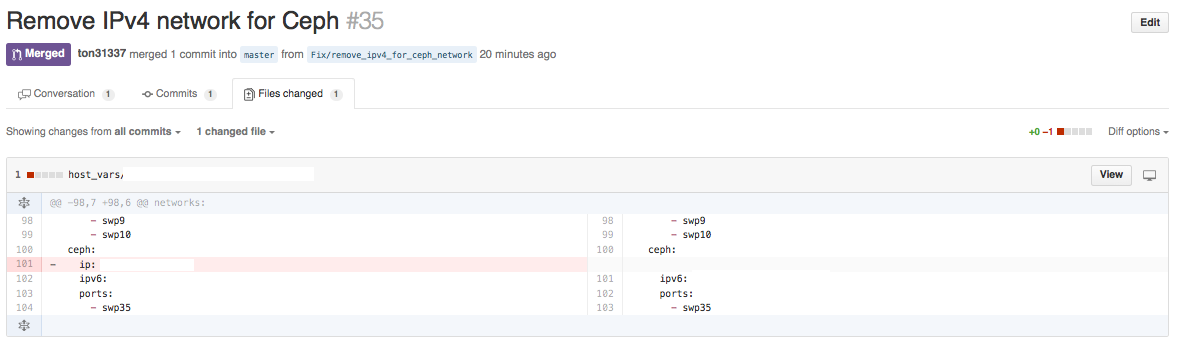 Remove IPv4 network for Ceph #35
Edit
Merged ton31337 merged 1 commit into master from Fix/remove_ipv4_for_ceph_network 20 minutes ago
Conversation 1 Commits 1 Files changed 1
Showing changes from all commits 1 changed file +0 −1 Diff options
1 host_vars/ View
@@ -98,7 +98,6 @@ networks:
98 - swp9 98 - swp9
99 - swp10 99 - swp10
100 ceph: 100 ceph:
101 - ip:
102 ipv6: 101 ipv6:
103 ports: 102 ports:
104 - swp35 103 - swp35